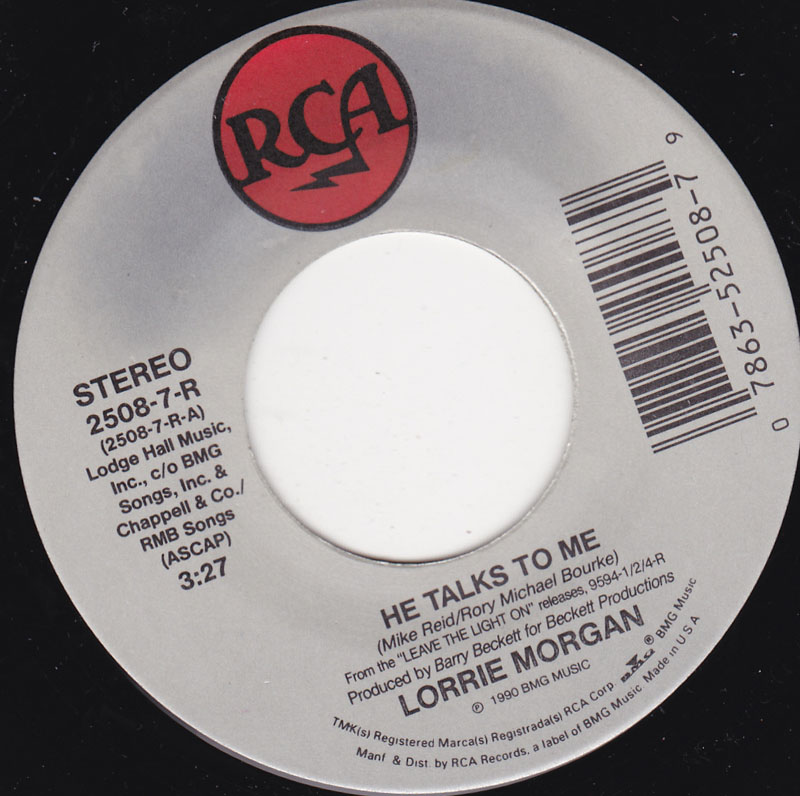 RCA
0 7863-52508-7 9
STEREO
2508-7-R
(2508-7-R-A)
Lodge Hall Music,
Inc., c/o BMG
Songs, Inc. &
Chappell & Co./
RMB Songs
(ASCAP)
3:27
HE TALKS TO ME
(Mike Reid/Rory Michael Bourke)
From the "LEAVE THE LIGHT ON" releases, 9594-1/2/4-R
Produced by Barry Beckett for Beckett Productions
LORRIE MORGAN
℗ 1990 BMG MUSIC
TMK(s) Registered Marca(s) Registrada(s) RCA Corp. BMG ® BMG Music
Manf. & Dist. by RCA Records, a label of BMG Music Made in U S A